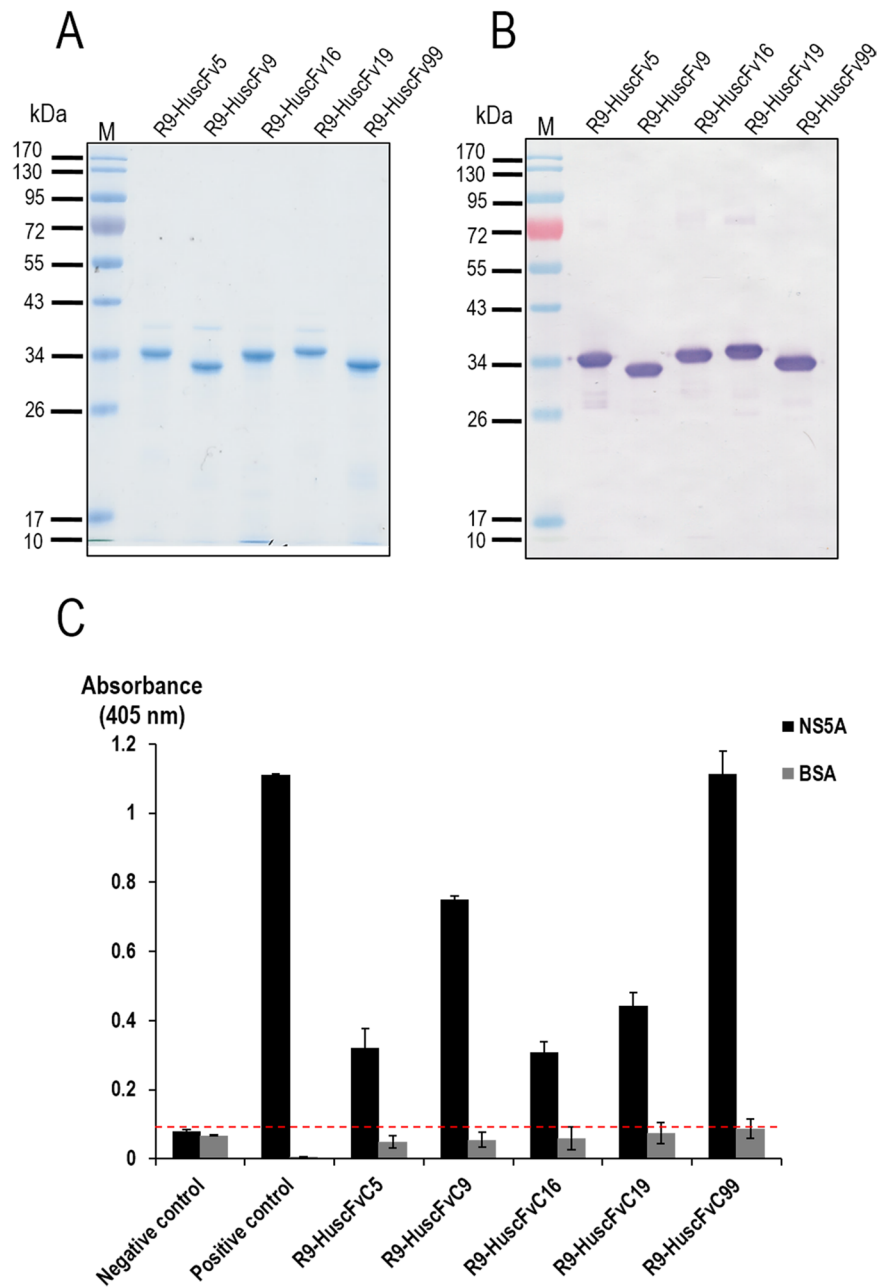 A
kDa
M
R9-HuscFv5
R9-HuscFv9
R9-HuscFv16
R9-HuscFv19
R9-HuscFv99
170
130
95
72
55
43
34
26
17
10
B
kDa
M
R9-HuscFv5
R9-HuscFv9
R9-HuscFv16
R9-HuscFv19
R9-HuscFv99
170
130
95
72
55
43
34
26
17
10
C
Absorbance
(405 nm)
1.2
1
0.8
0.6
0.4
0.2
0
NS5A
BSA
Negative control
Positive control
R9-HuscFvC5
R9-HuscFvC9
R9-HuscFvC16
R9-HuscFvC19
R9-HuscFvC99